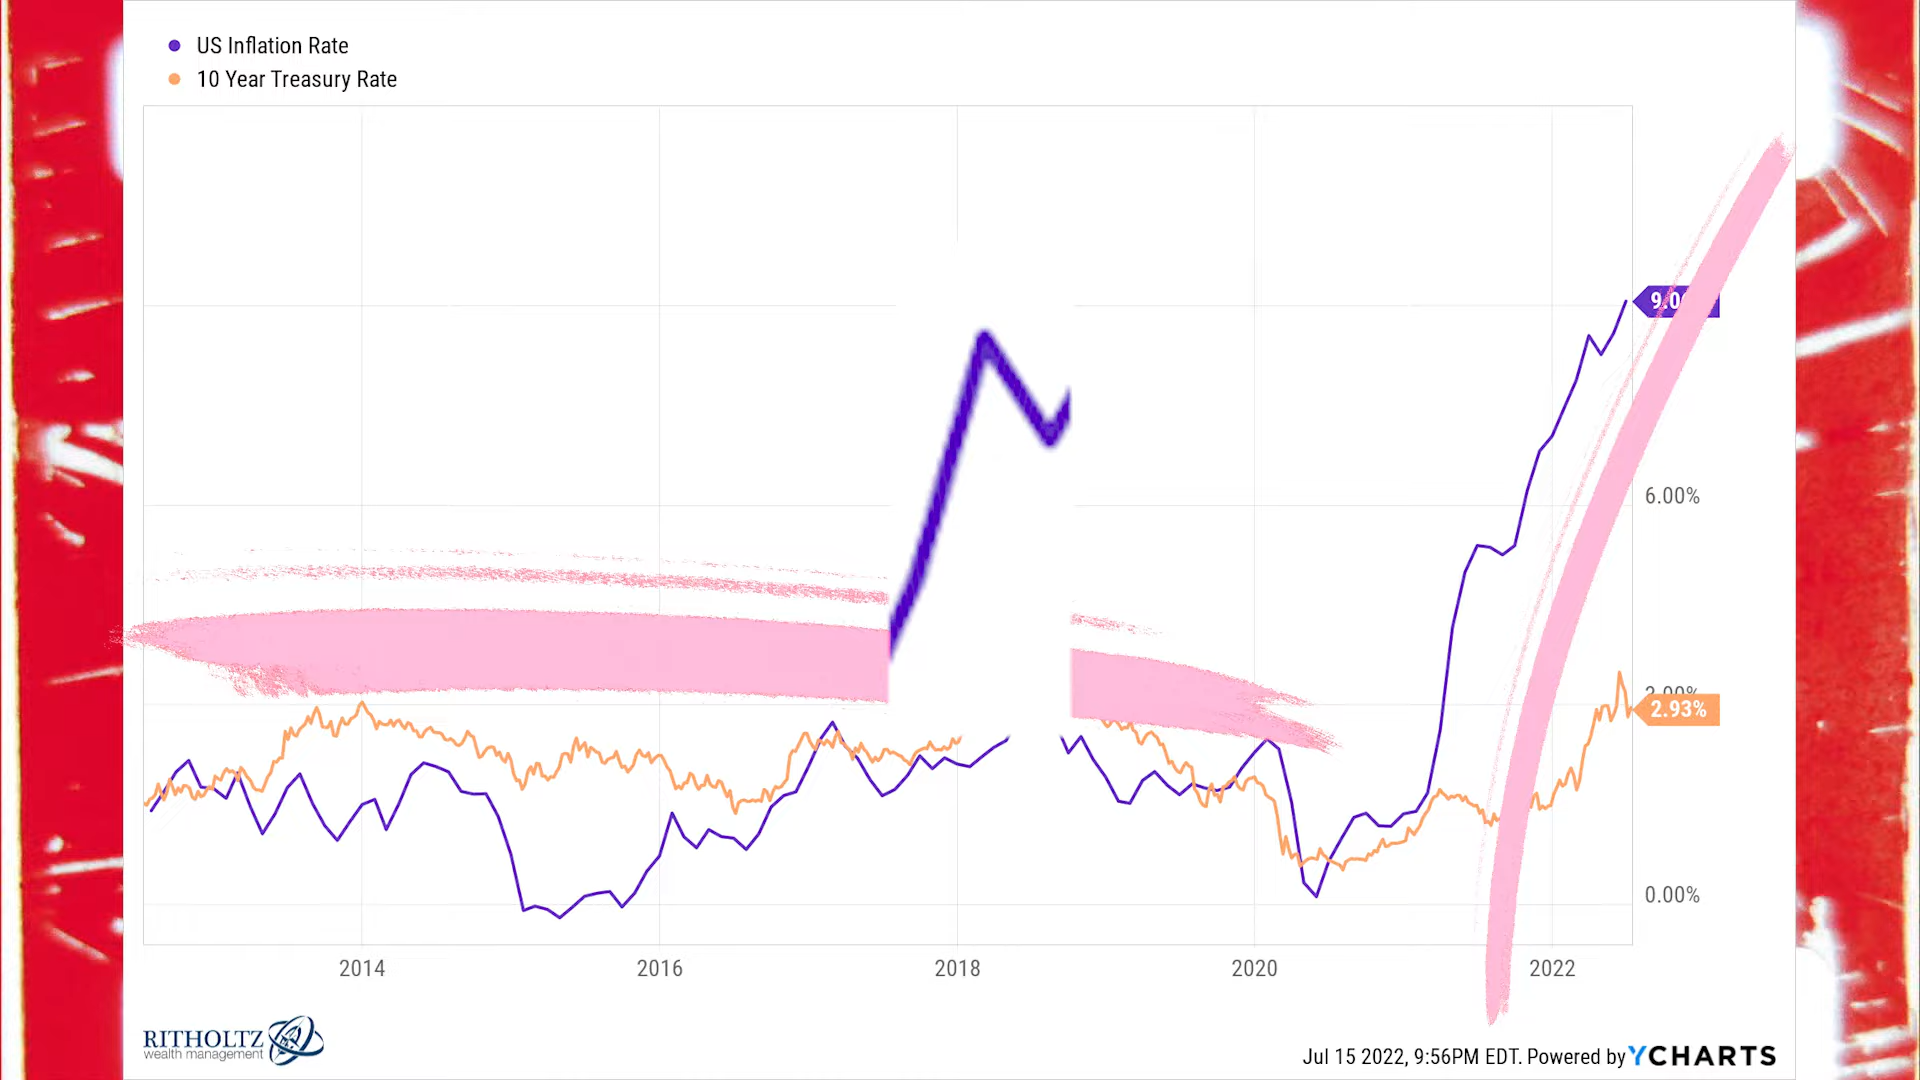 US Inflation Rate
10 Year Treasury Rate
6.00%
2.93%
0.00%
2014
2016
2018
2020
2022
RITHOLTZ
wealth management
Jul 15 2022, 9:56PM EDT. Powered by YCHARTS